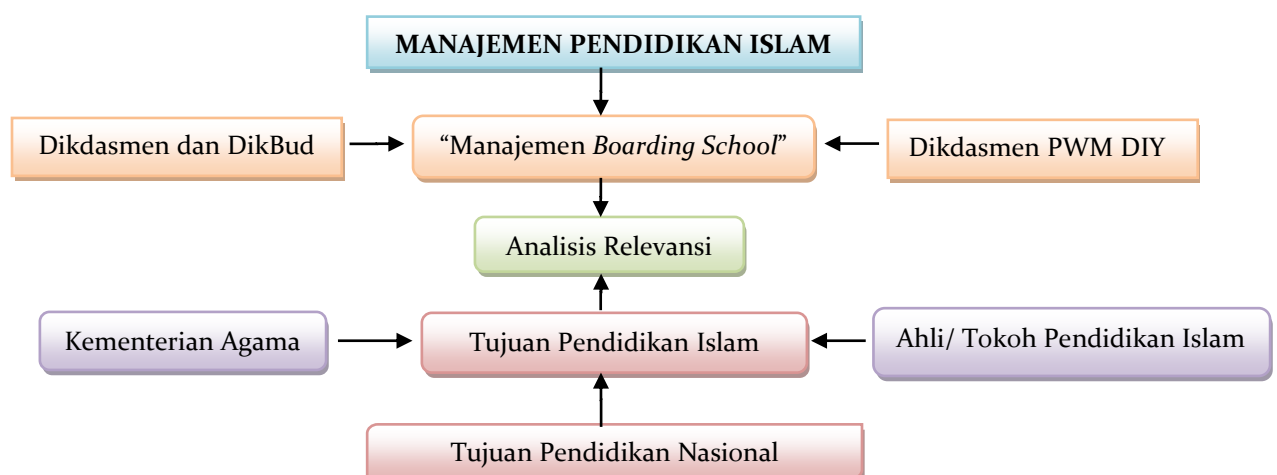 MANAJEMEN PENDIDIKAN ISLAM
Dikdasmen dan DikBud
“Manajemen Boarding School”
Dikdasmen PWM DIY
Analisis Relevansi
Kementerian Agama
Tujuan Pendidikan Islam
Ahli/ Tokoh Pendidikan Islam
Tujuan Pendidikan Nasional